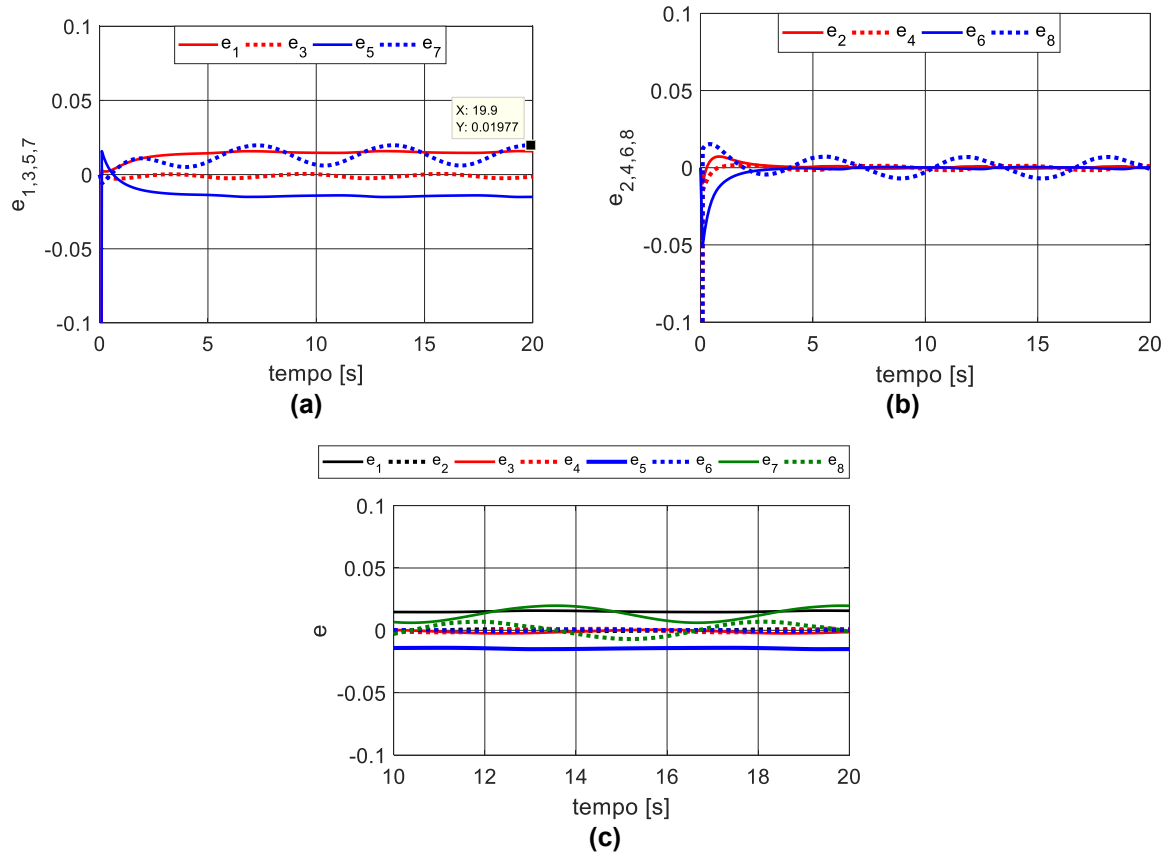 0.1
0.05
0
-0.05
-0.1
e1,3,5,7
e1 e3 e5 e7
X: 19.9
Y: 0.01977
0 5 10 15 20
tempo [s]
(a)
0.1
0.05
0
-0.05
-0.1
e2,4,6,8
e2 e4 e6 e8
0 5 10 15 20
tempo [s]
(b)
e1 e2 e3 e4 e5 e6 e7 e8
0.1
0.05
0
-0.05
-0.1
e
10 12 14 16 18 20
tempo [s]
(c)